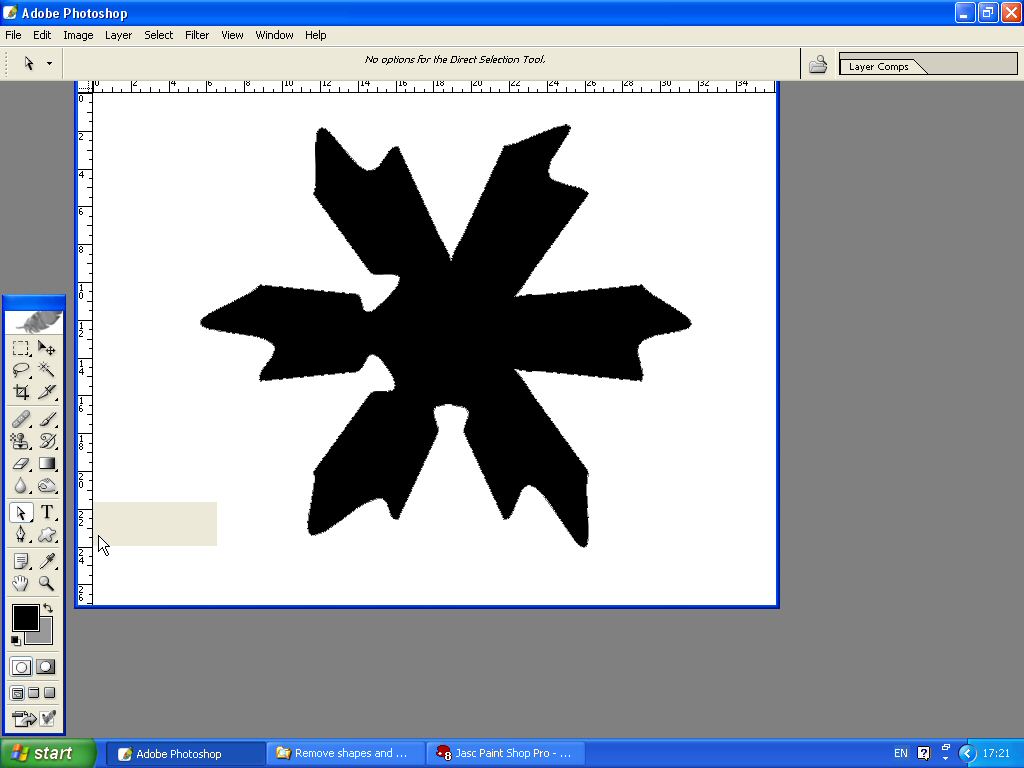 Adobe Photoshop
File Edit Image Layer Select Filter View Window Help
No options for the Direct Selection Tool.
Layer Comps
0 2 4 6 8 10 12 14 16 18 20 22 24 26 28 30 32 34
0
2
4
6
8
10
12
14
16
18
20
22
24
26
T
start
Adobe Photoshop
Remove shapes and ...
8 Jasc Paint Shop Pro - ...
EN
?
17:21